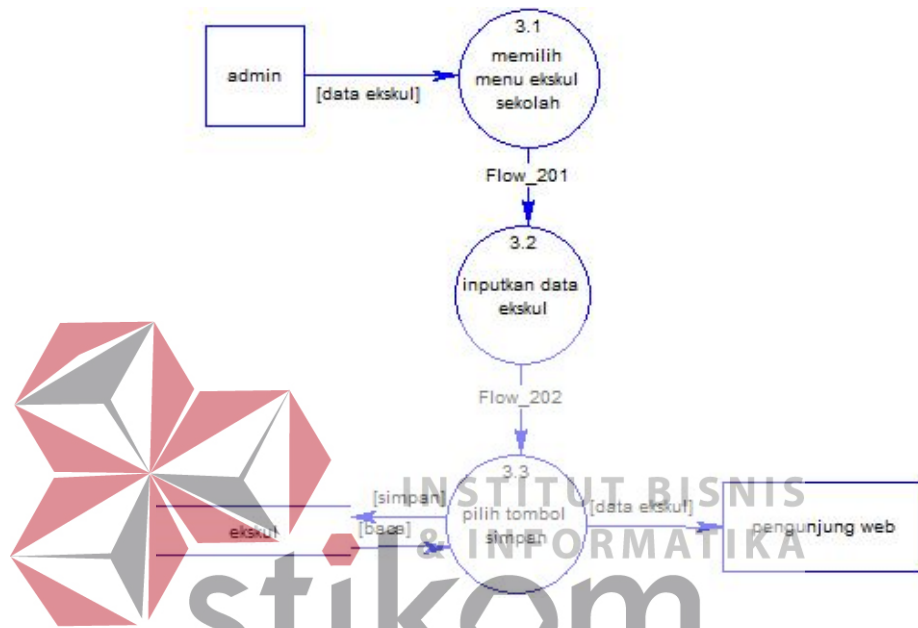 3.1
memilih
menu ekskul
sekolah
admin
[data ekskul]
Flow_201
3.2
inputkan data
ekskul
Flow_202
3.3
pilih tombol
simpan
[simpan]
[baca]
ekskul
[data ekskul]
pengunjung web
INSTITUT BISNIS
& INFORMATIKA
stikom